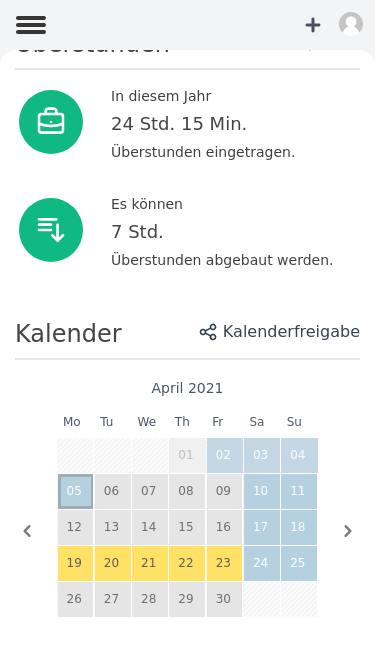 Überstunden
In diesem Jahr
24 Std. 15 Min.
Überstunden eingetragen.
Es können
7 Std.
Überstunden abgebaut werden.
Kalender
Kalenderfreigabe
April 2021
Mo Tu We Th Fr Sa Su
01 02 03 04
05 06 07 08 09 10 11
12 13 14 15 16 17 18
19 20 21 22 23 24 25
26 27 28 29 30